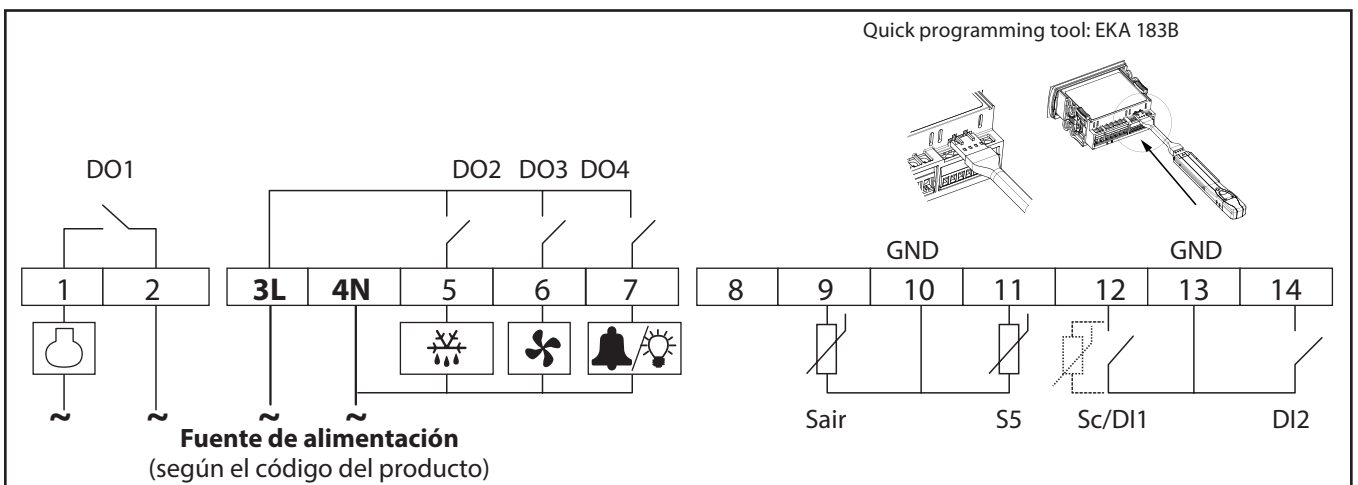 Quick programming tool: EKA 183B
DO1
DO2 DO3 DO4
GND
GND
1 2 3L 4N 5 6 7 8 9 10 11 12 13 14
~ ~ ~ ~
Sair
S5
Sc/DI1
DI2
Fuente de alimentación
(según el código del producto)